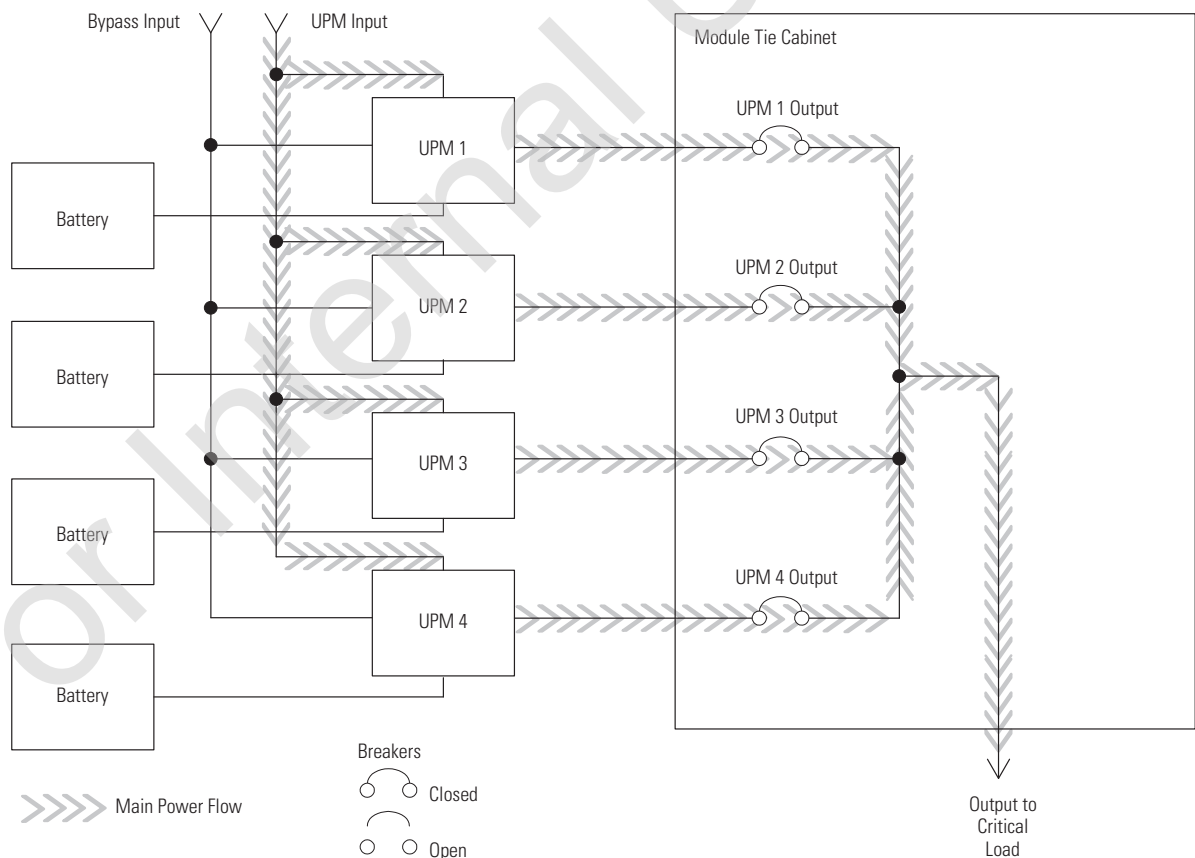 Bypass Input
UPM Input
Module Tie Cabinet
UPM 1 Output
UPM 1
Battery
UPM 2 Output
UPM 2
Battery
UPM 3 Output
UPM 3
Battery
UPM 4 Output
UPM 4
Battery
Breakers
Closed
Open
Main Power Flow
Output to
Critical
Load
or Internal U